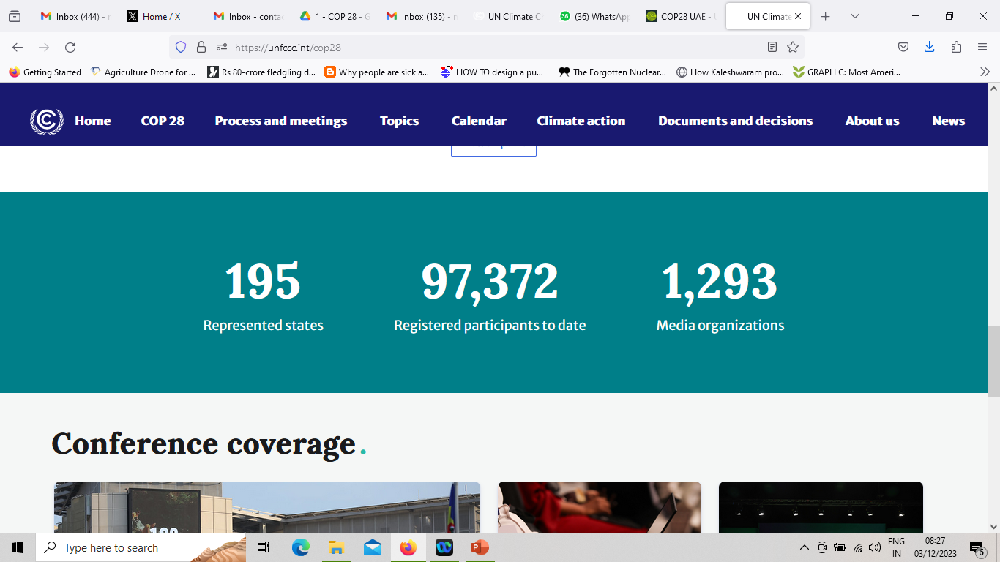 Inbox (444) - n
Home / X
Inbox - contac
1 - COP 28 - G
Inbox (135) - n
UN Climate Ch
(36) WhatsApp
COP28 UAE - U
UN Climate
https://unfccc.int/cop28
Getting Started
Agriculture Drone for ...
Rs 80-crore fledgling d...
Why people are sick a...
HOW TO design a pu...
The Forgotten Nuclear...
How Kaleshwaram pro...
GRAPHIC: Most Ameri...
Home COP 28 Process and meetings Topics Calendar Climate action Documents and decisions About us News
195 97,372 1,293
Represented states Registered participants to date Media organizations
Conference coverage.
Type here to search
ENG
IN
08:27
03/12/2023
6